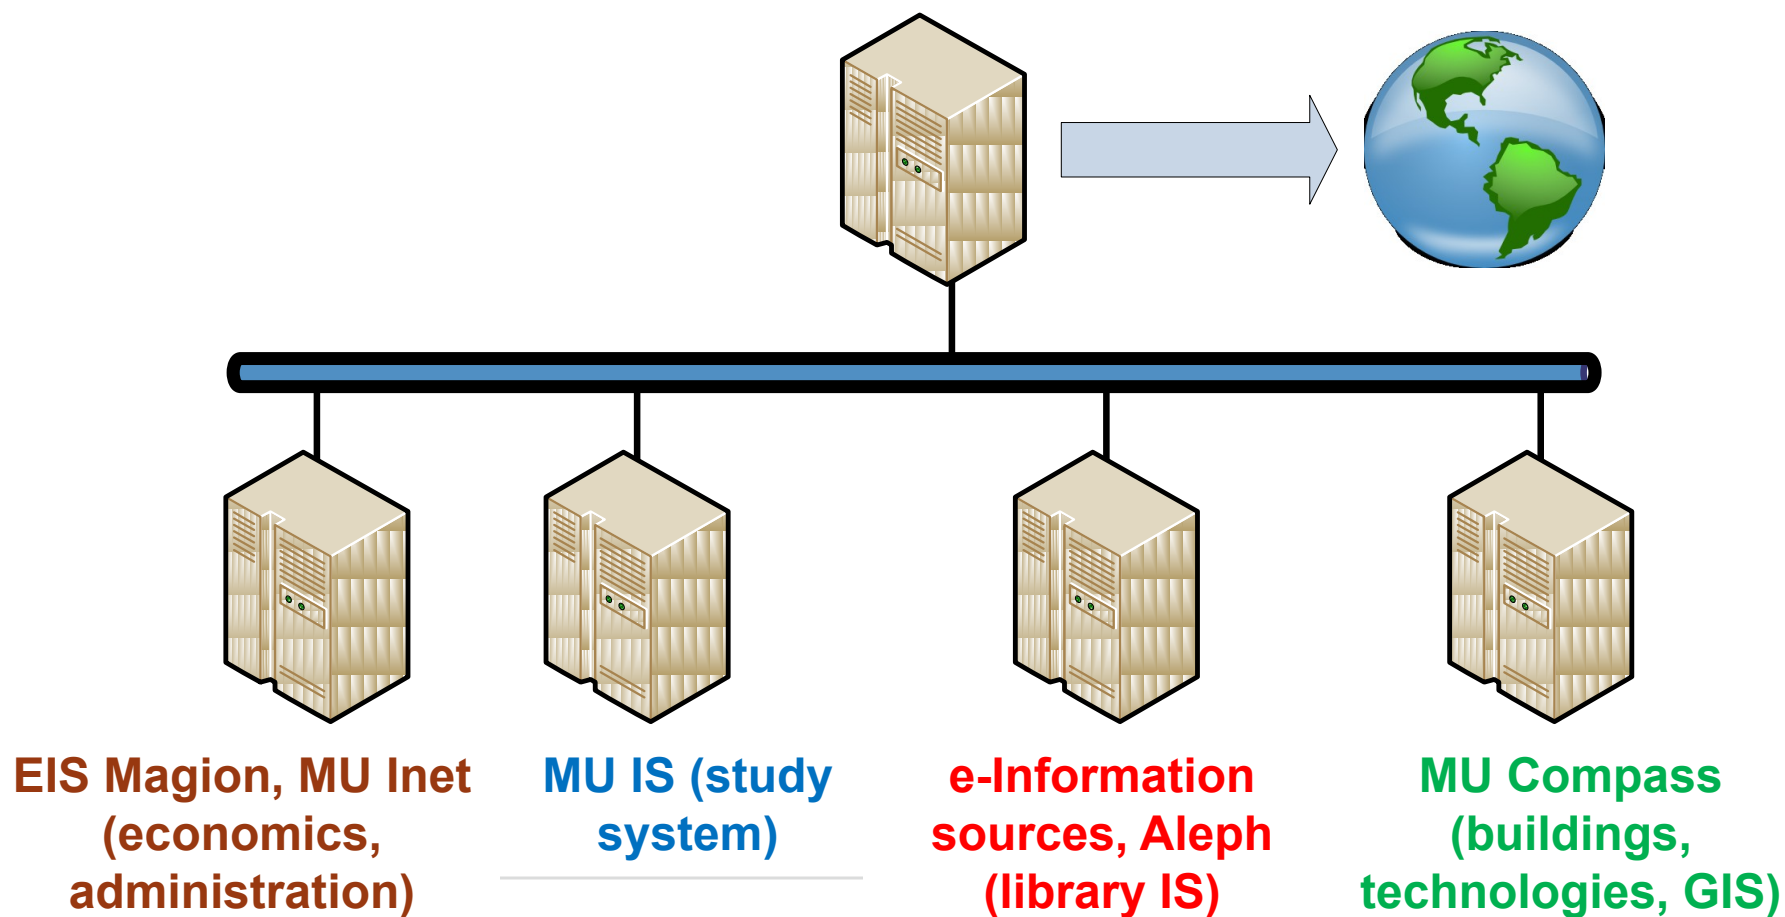 EIS Magion, MU Inet
(economics,
administration)
MU IS (study
system)
e-Information
sources, Aleph
(library IS)
MU Compass
(buildings,
technologies, GIS)